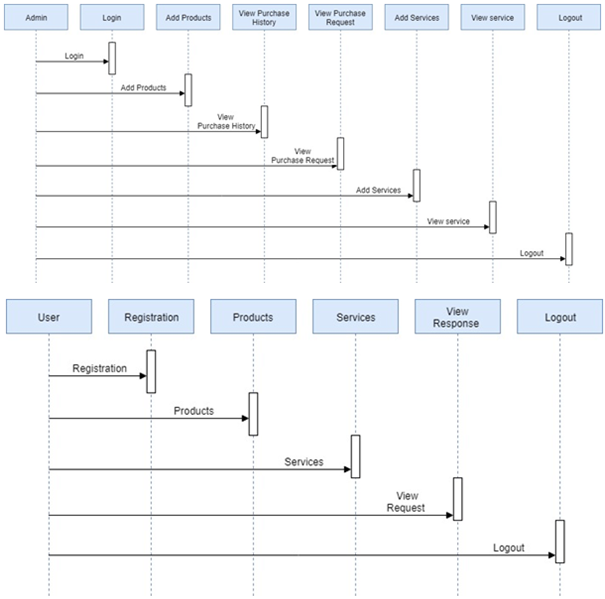 Admin
Login
Add Products
View Purchase
History
View Purchase
Request
Add Services
View service
Logout
Login
Add Products
View
Purchase History
View
Purchase Request
Add Services
View service
Logout
User
Registration
Products
Services
View
Response
Logout
Registration
Products
Services
View
Request
Logout